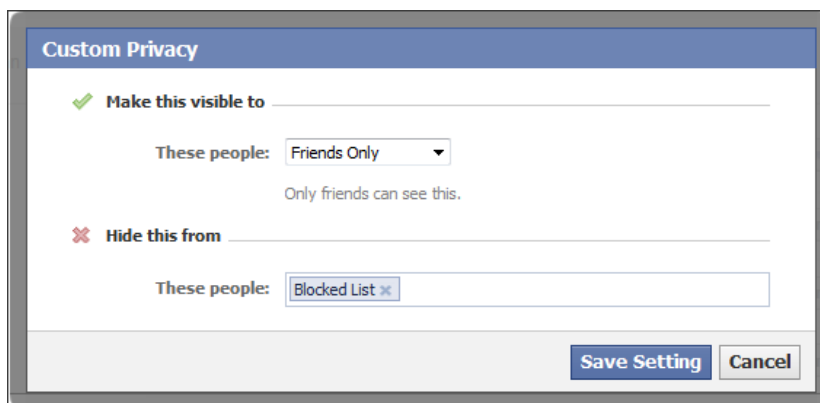 Custom Privacy
Make this visible to
These people: Friends Only
Only friends can see this.
Hide this from
These people: Blocked List
Save Setting Cancel